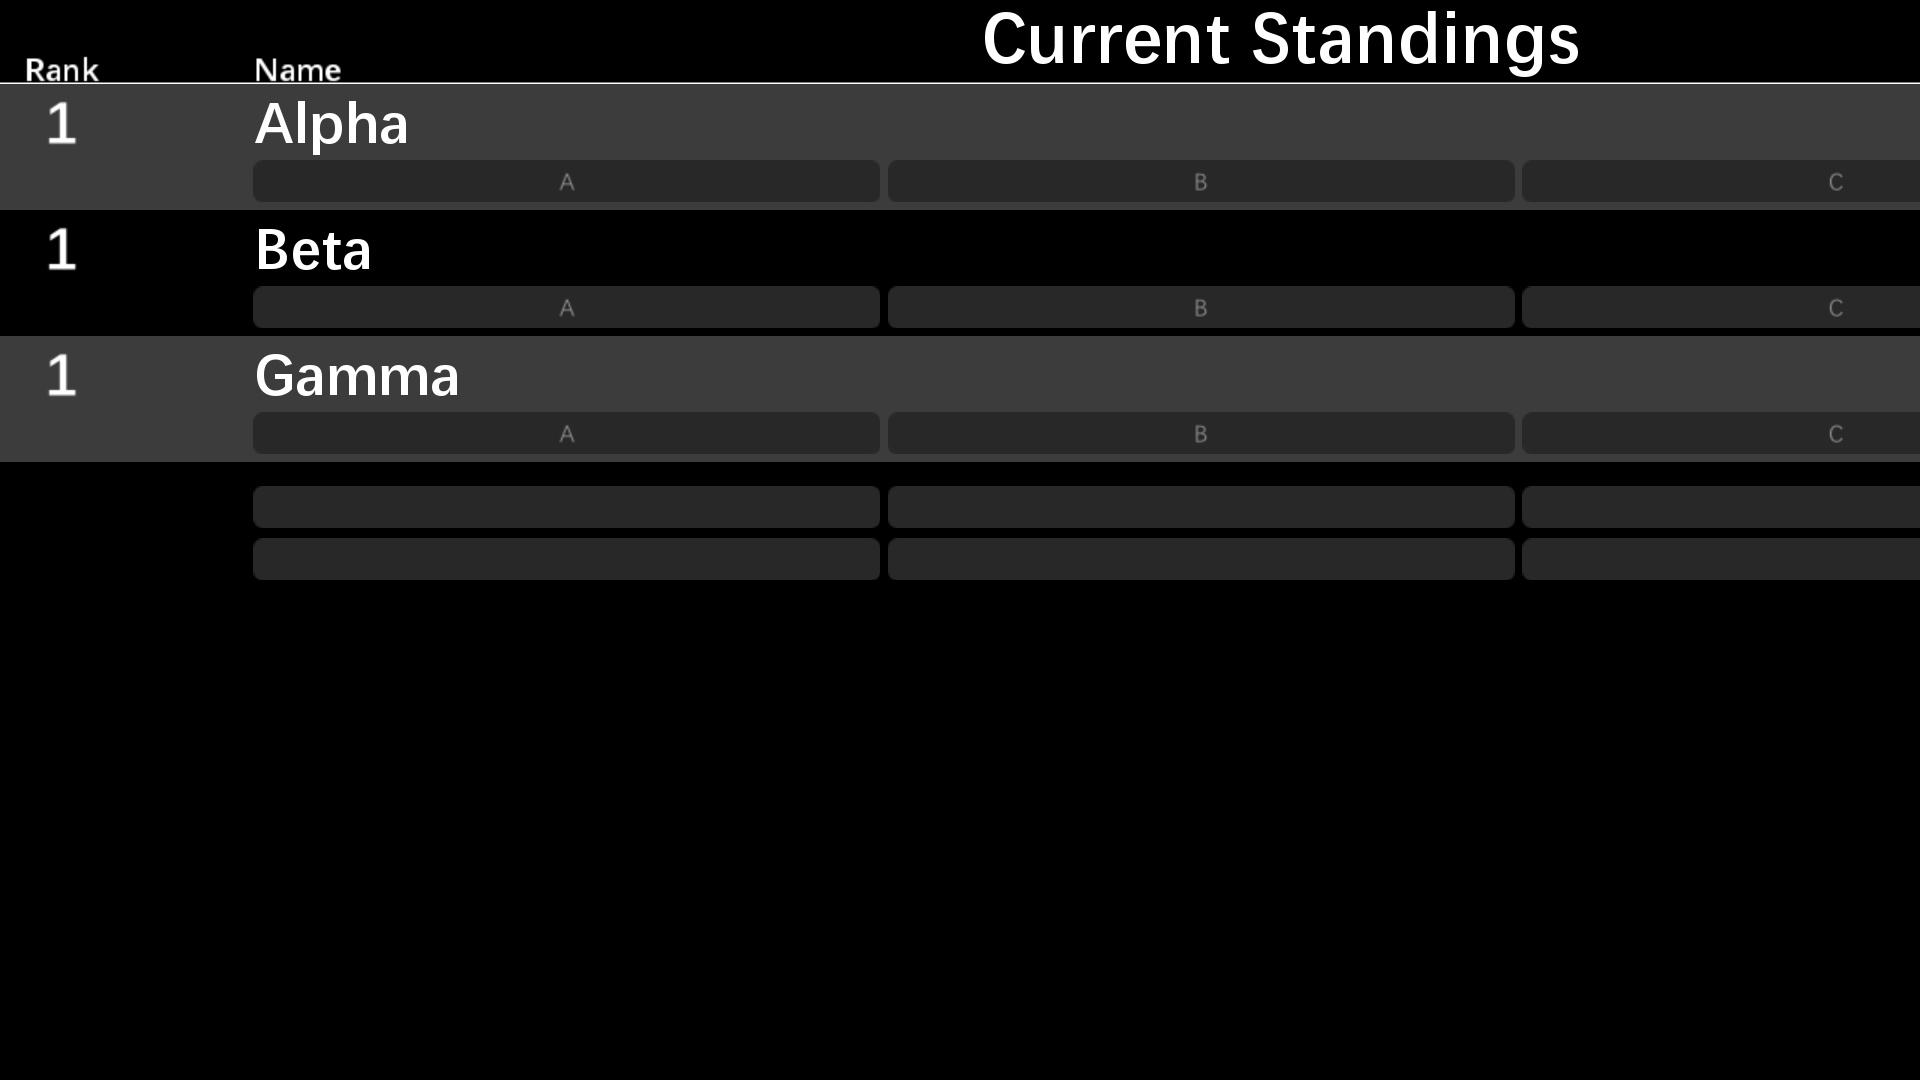 Current Standings
Rank Name
1 Alpha
A B C
1 Beta
A B C
1 Gamma
A B C